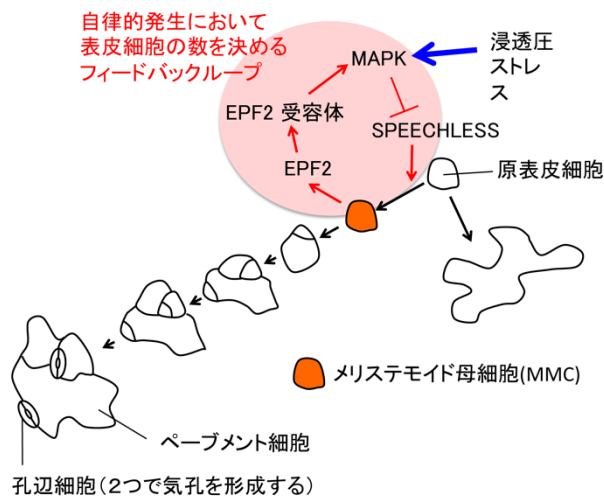 自律的発生において
表皮細胞の数を決める
フィードバックループ
MAPK
浸透圧
ストレ
ス
EPF2 受容体
SPEECHLESS
EPF2
原表皮細胞
メリステモイド母細胞(MMC)
ペーブメント細胞
孔辺細胞(2つで気孔を形成する)